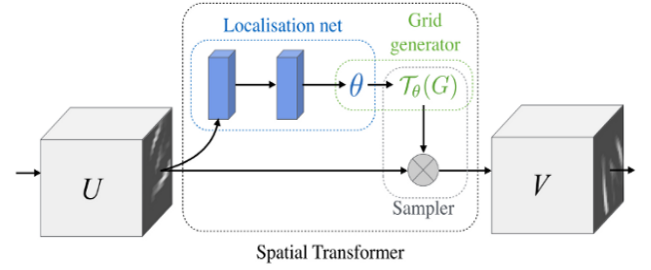 Localisation net
Grid
generator
θ
𝒯θ(G)
U
V
Sampler
Spatial Transformer